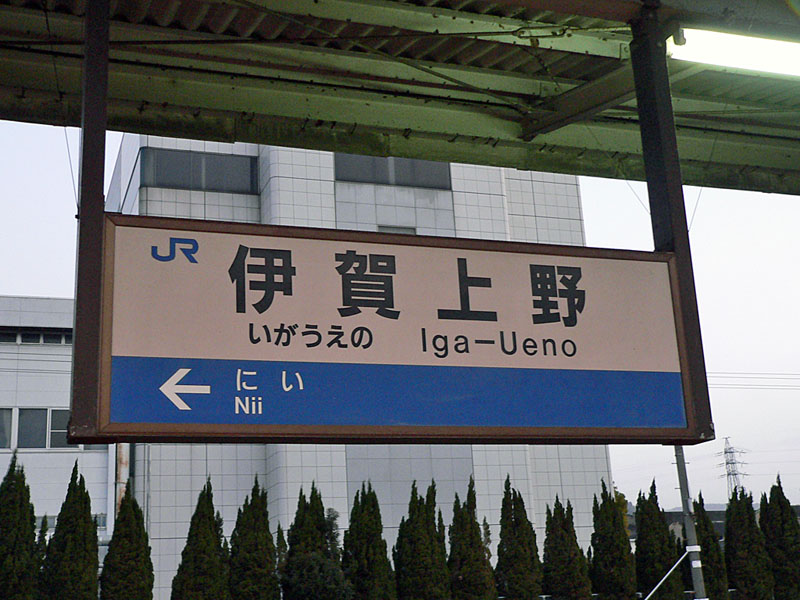 JR 伊賀上野
いがうえの Iga-Ueno
← にい
Nii